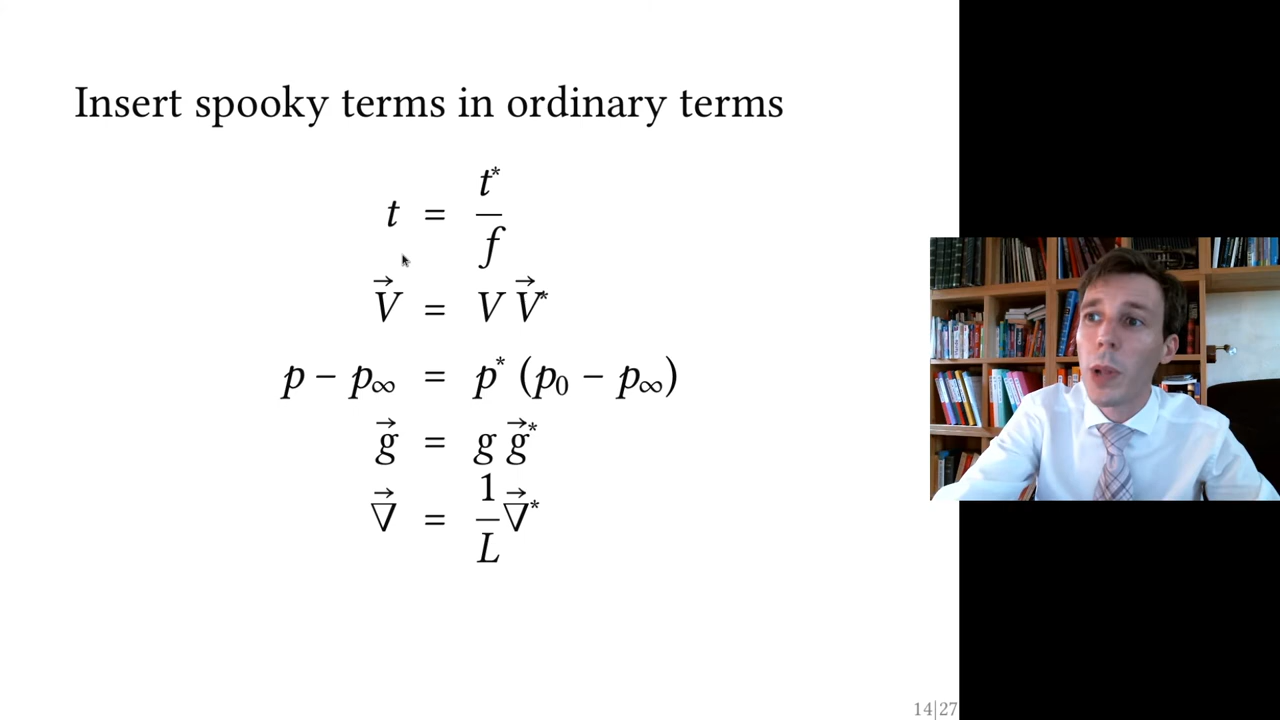 Insert spooky terms in ordinary terms
t = t* / f
V⃗ = V V⃗*
p − p∞ = p* (p₀ − p∞)
g⃗ = g g⃗*
∇⃗ = 1/L ∇⃗*
14|27